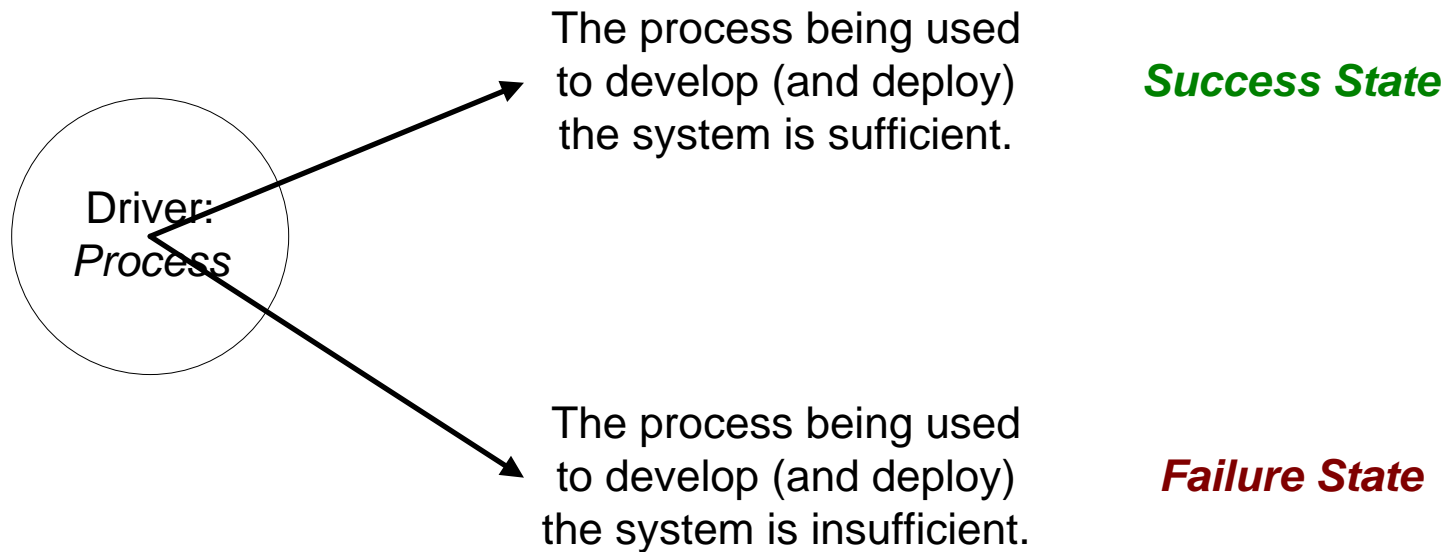 Driver:
Process
The process being used
to develop (and deploy)
the system is sufficient.
Success State
The process being used
to develop (and deploy)
the system is insufficient.
Failure State